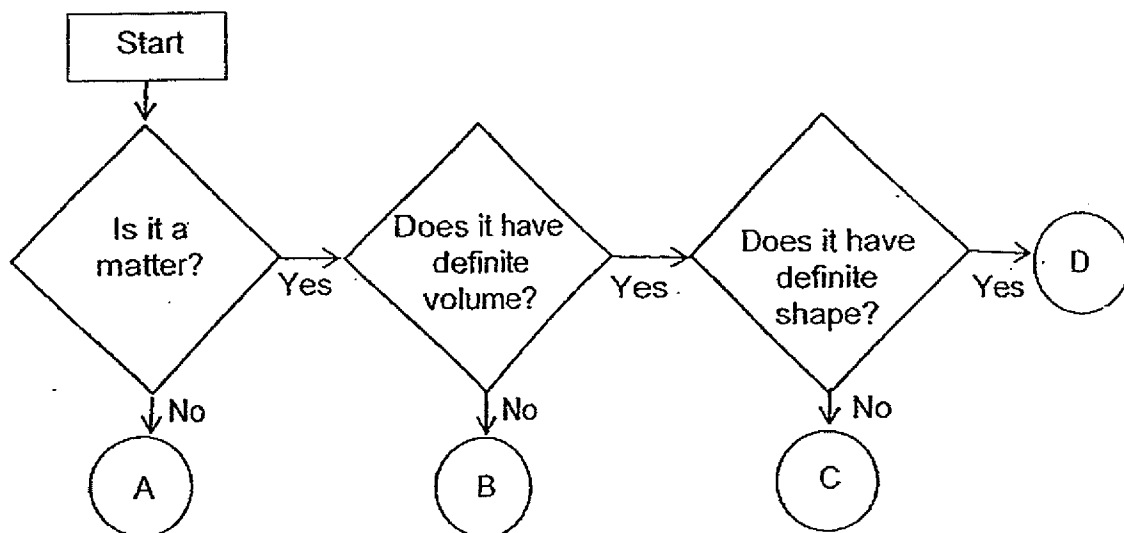 Start
Is it a
matter?
Yes
No
A
Does it have
definite
volume?
Yes
No
B
Does it have
definite
shape?
Yes
No
C
D